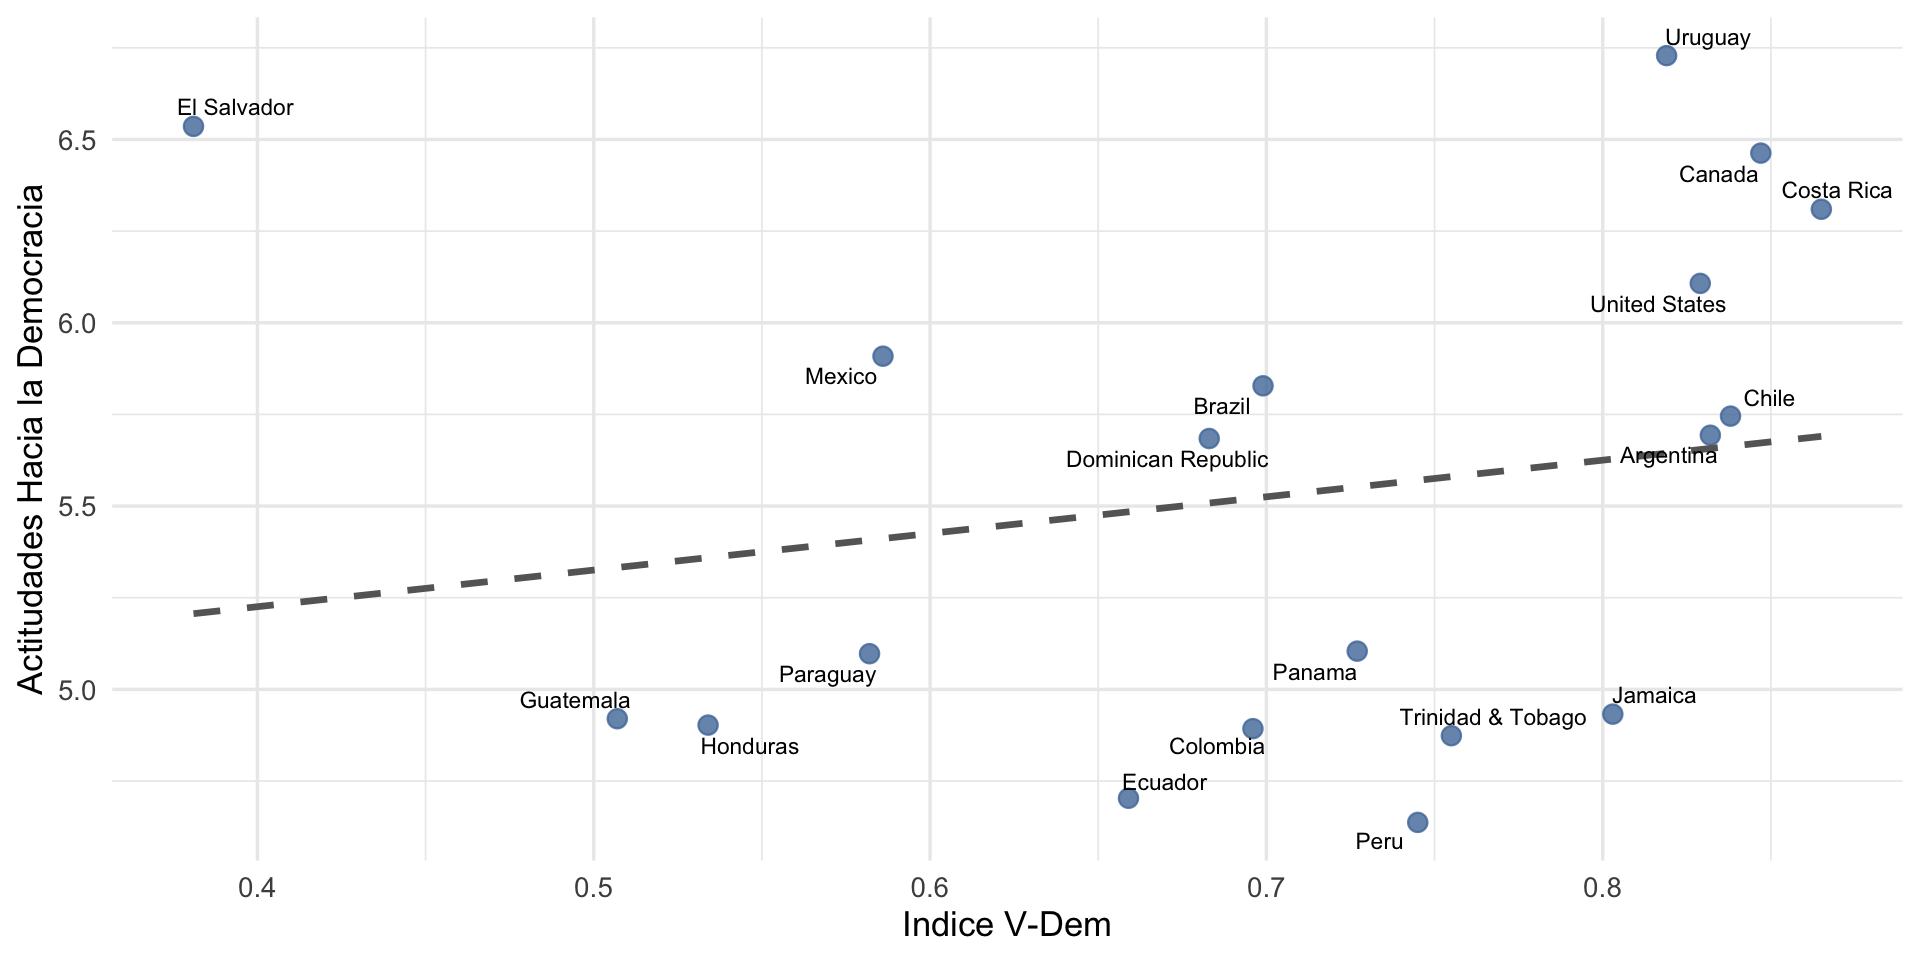 Uruguay
El Salvador
6.5
Canada
Costa Rica
United States
6.0
Mexico
Chile
Brazil
Argentina
Dominican Republic
5.5
Paraguay
Panama
5.0
Jamaica
Guatemala
Trinidad & Tobago
Honduras
Colombia
Ecuador
Peru
0.4 0.5 0.6 0.7 0.8
Indice V-Dem
Actitudades Hacia la Democracia